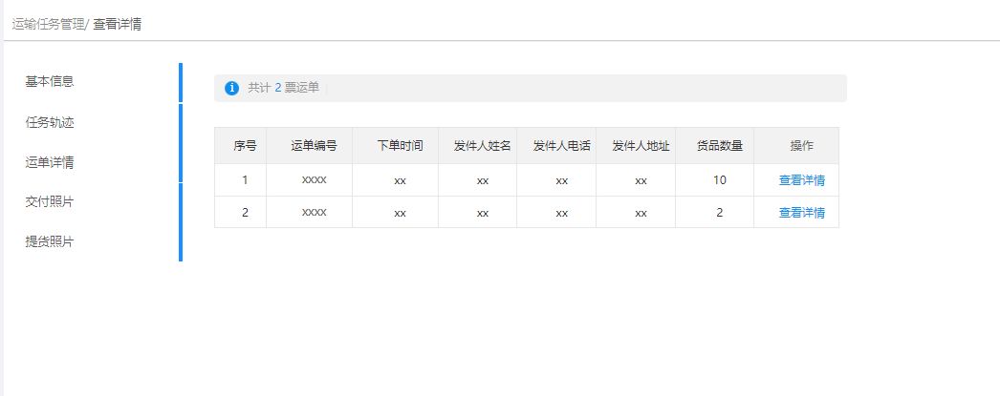 运输任务管理/ 查看详情
基本信息
任务轨迹
运单详情
交付照片
提货照片
共计 2 票运单
序号 运单编号 下单时间 发件人姓名 发件人电话 发件人地址 货品数量 操作
1 xxxx xx xx xx xx 10 查看详情
2 xxxx xx xx xx xx 2 查看详情